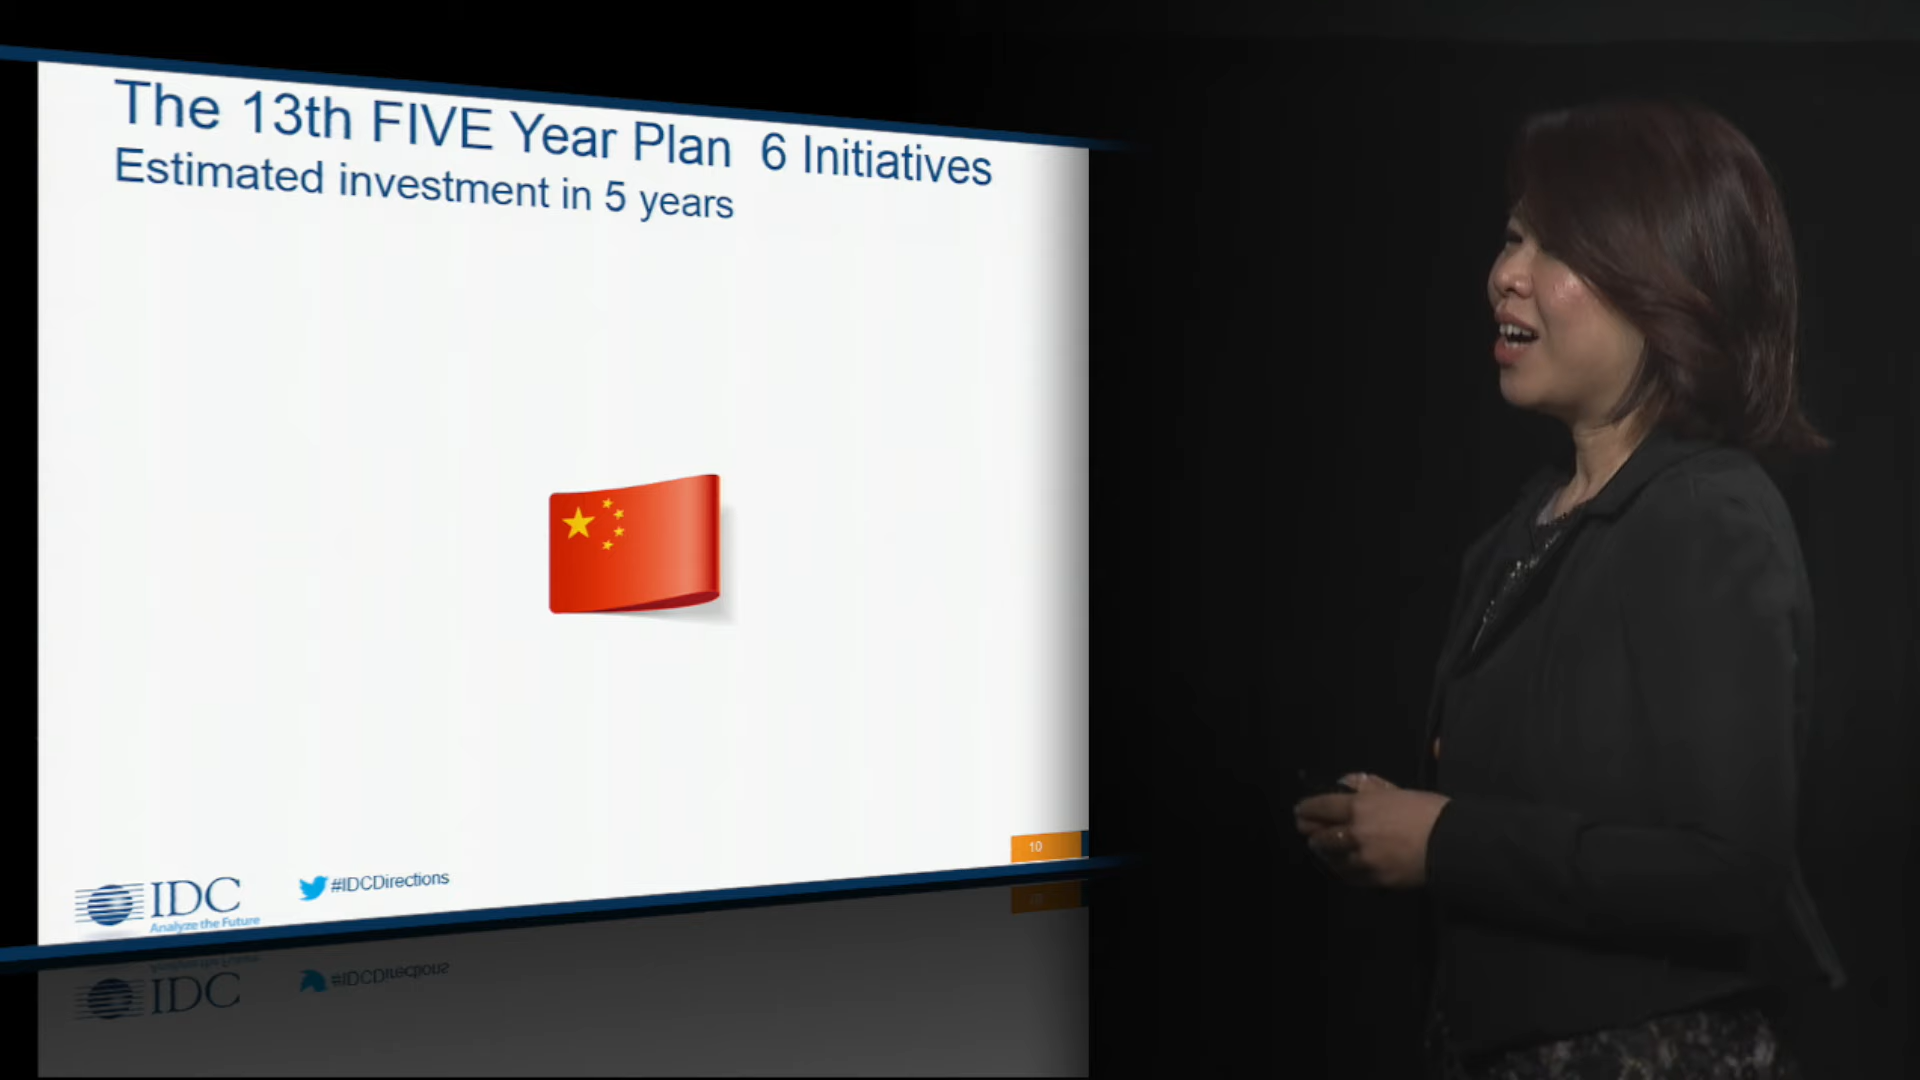 The 13th FIVE Year Plan 6 Initiatives
Estimated investment in 5 years
10
IDC
Analyze the Future
#IDCDirections